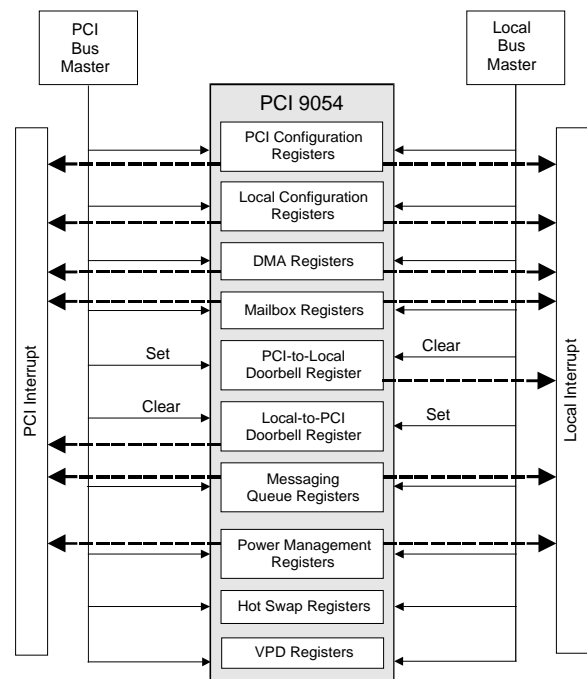 PCI
Bus
Master
Local
Bus
Master
PCI 9054
PCI Configuration
Registers
Local Configuration
Registers
DMA Registers
Mailbox Registers
Set
PCI-to-Local
Doorbell Register
Clear
Clear
Local-to-PCI
Doorbell Register
Set
Messaging
Queue Registers
Power Management
Registers
Hot Swap Registers
VPD Registers
PCI Interrupt
Local Interrupt